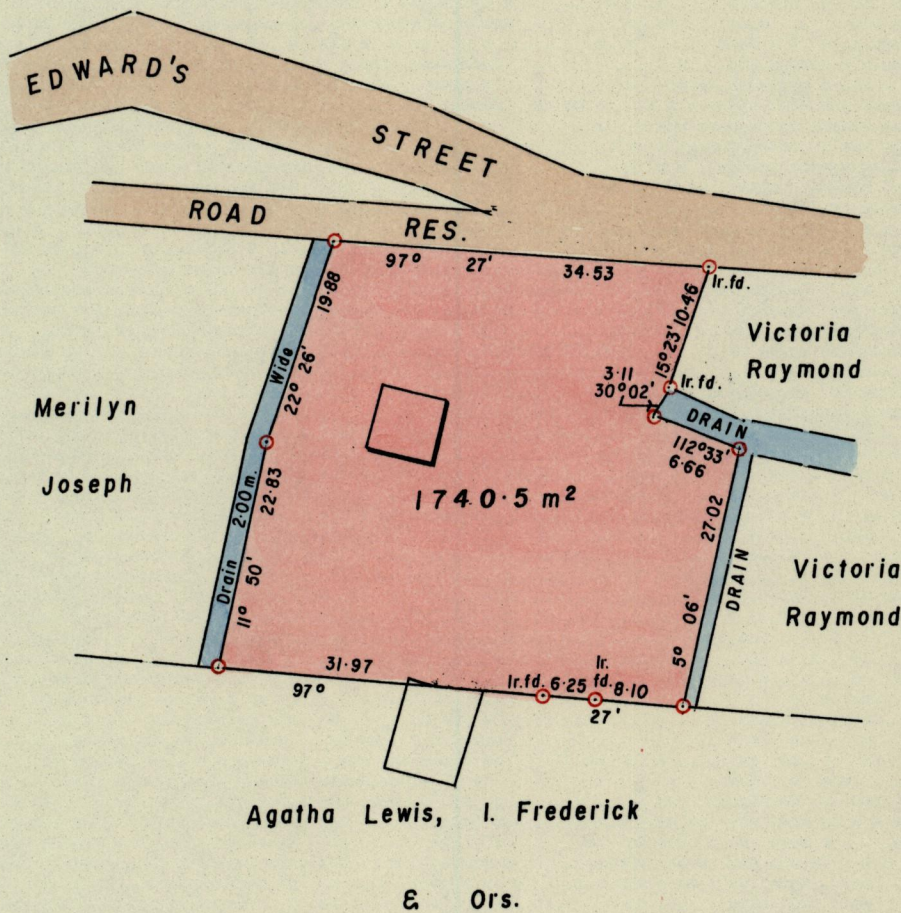 EDWARD'S
STREET
ROAD RES.
97° 27' 34.53
Ir.fd.
19.88
22° 26'
Wide
15°23' 10.46
Victoria
Raymond
Ir.fd.
3.11
30°02'
DRAIN
112°33'
6.66
Merilyn
Joseph
22.83
11° 50'
Drain 2.00m.
1740.5 m²
27.02
5° 06'
DRAIN
Victoria
Raymond
31.97
97° 27'
Ir.fd. 6.25
Ir.
fd. 8.10
Agatha Lewis, I. Frederick
& Ors.